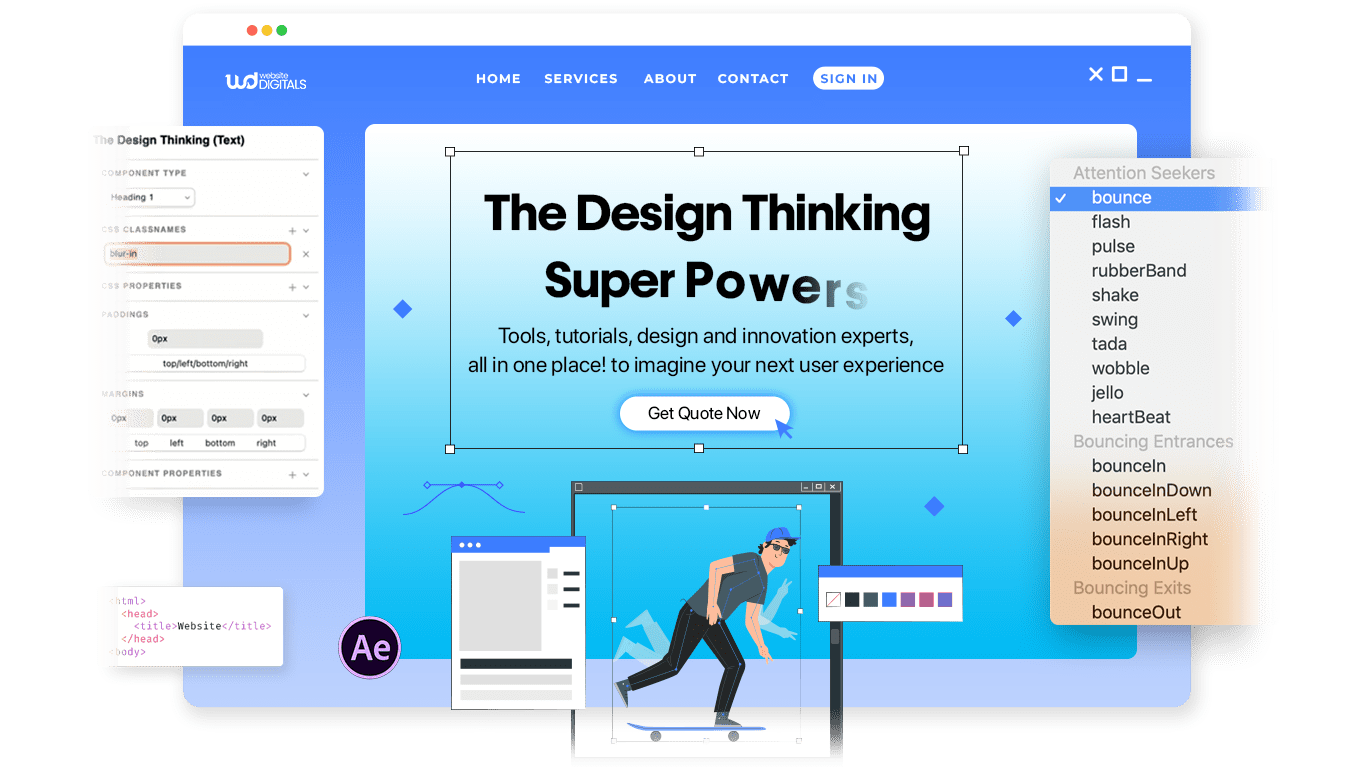 website
DIGITALS
HOME SERVICES ABOUT CONTACT SIGN IN
The Design Thinking (Text)
COMPONENT TYPE
Heading 1
CSS CLASSNAMES
blur-in
CSS PROPERTIES
PADDINGS
0px
top/left/bottom/right
MARGINS
0px 0px 0px 0px
top left bottom right
COMPONENT PROPERTIES
The Design Thinking
Super Powers
Tools, tutorials, design and innovation experts,
all in one place! to imagine your next user experience
Get Quote Now
Attention Seekers
✓ bounce
flash
pulse
rubberBand
shake
swing
tada
wobble
jello
heartBeat
Bouncing Entrances
bounceIn
bounceInDown
bounceInLeft
bounceInRight
bounceInUp
Bouncing Exits
bounceOut
<html>
<head>
<title>Website</title>
</head>
<body>
Ae